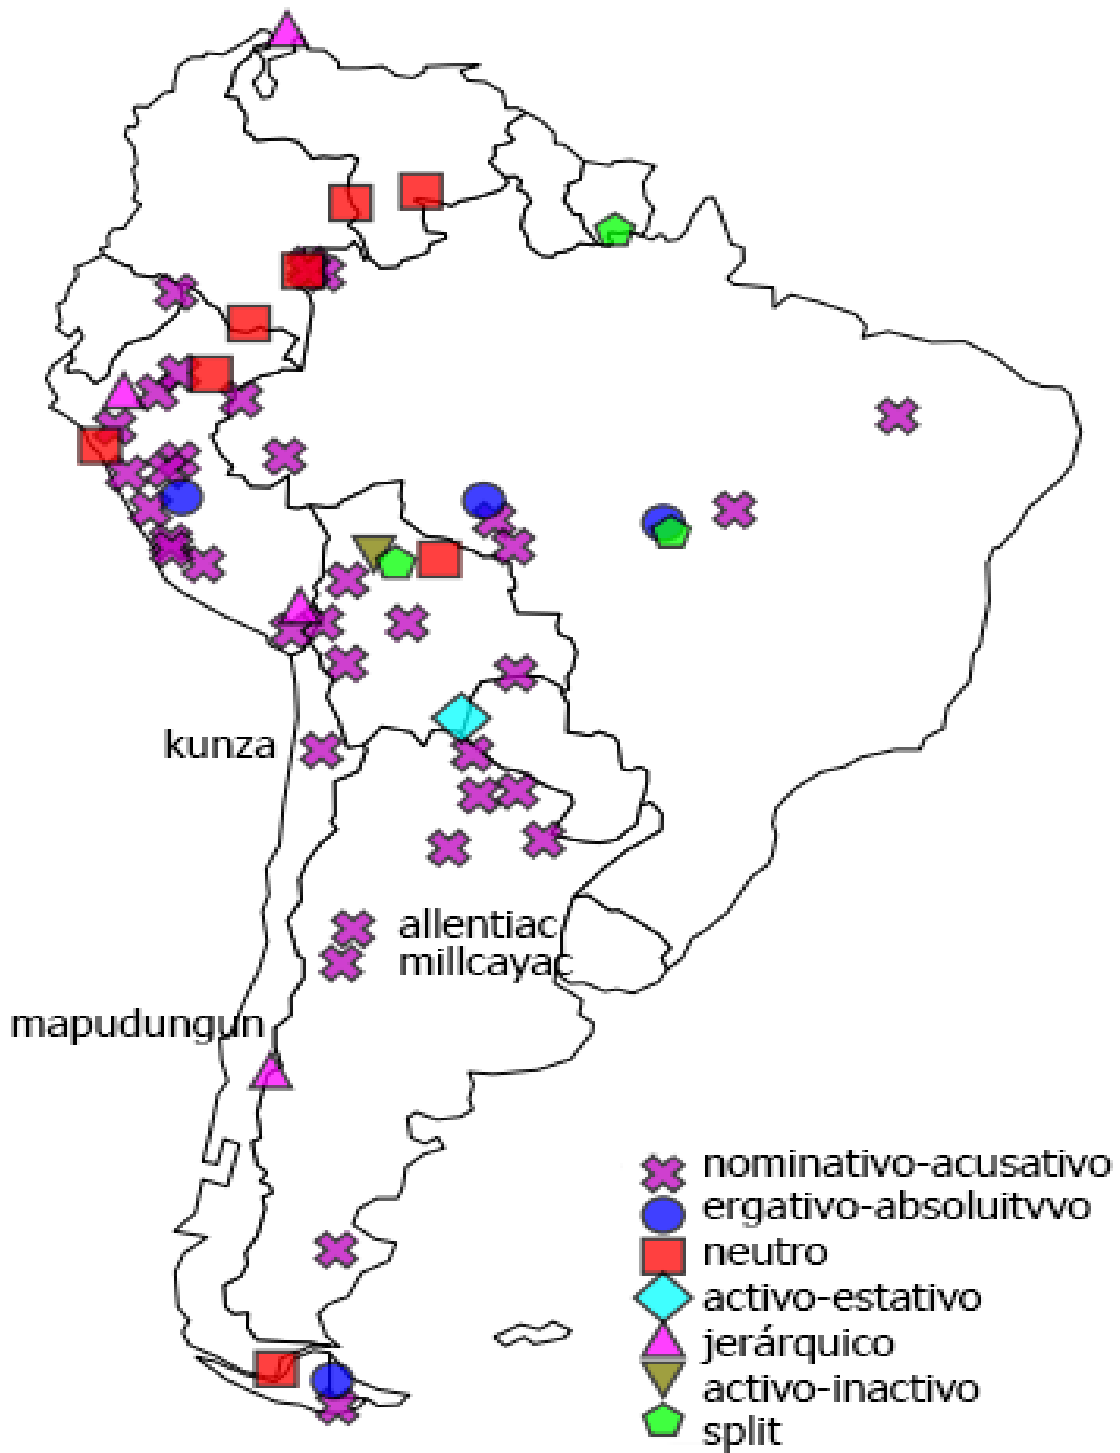 kunza
allentiac
millcayac
mapudungun
nominativo-acusativo
ergativo-absoluitvvo
neutro
activo-estativo
jerárquico
activo-inactivo
split